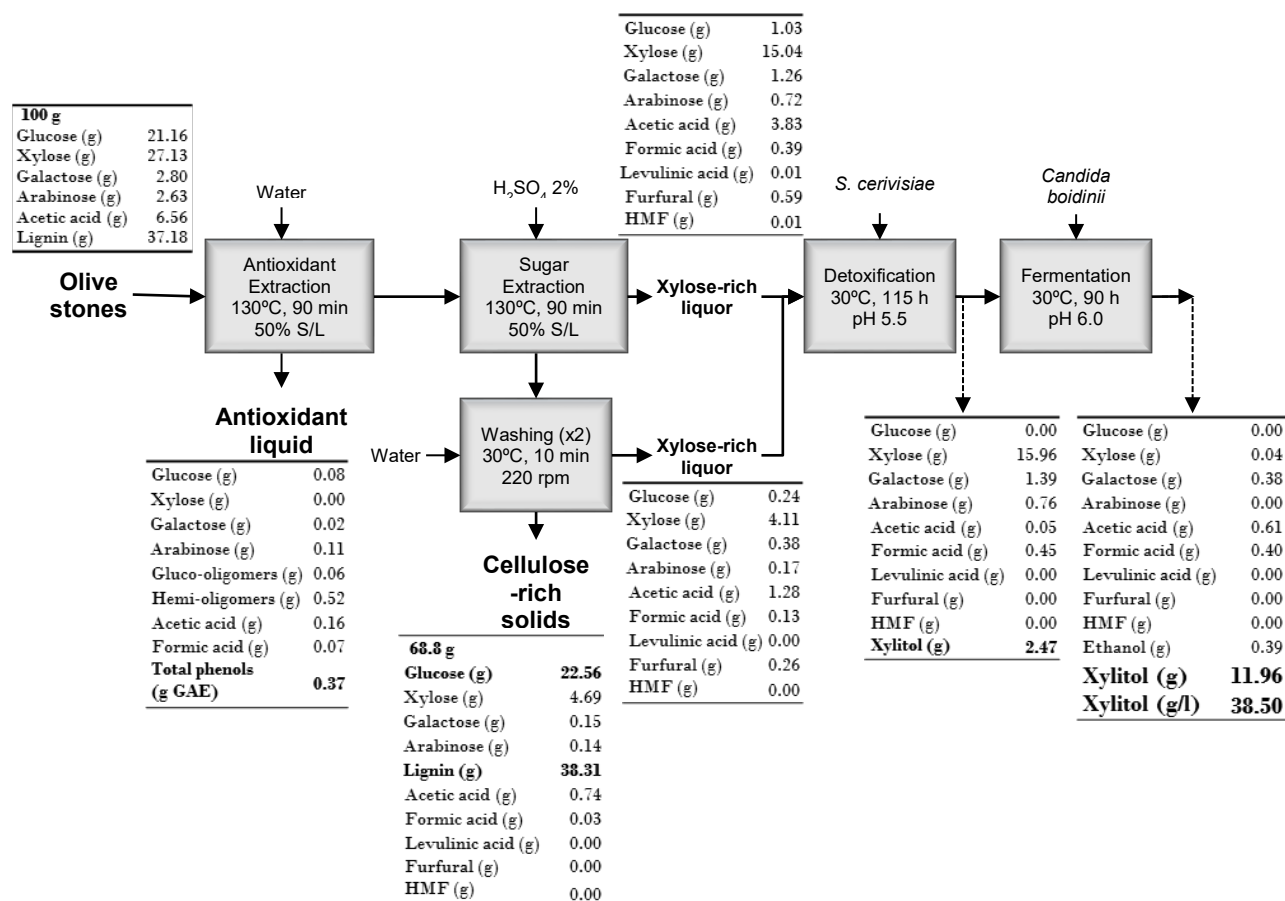 Glucose (g) 1.03
Xylose (g) 15.04
Galactose (g) 1.26
Arabinose (g) 0.72
Acetic acid (g) 3.83
Formic acid (g) 0.39
Levulinic acid (g) 0.01
Furfural (g) 0.59
HMF (g) 0.01
100 g
Glucose (g) 21.16
Xylose (g) 27.13
Galactose (g) 2.80
Arabinose (g) 2.63
Acetic acid (g) 6.56
Lignin (g) 37.18
Water
H2SO4 2%
S. cerivisiae
Candida
boidinii
Olive
stones
Antioxidant
Extraction
130ºC, 90 min
50% S/L
Sugar
Extraction
130ºC, 90 min
50% S/L
Xylose-rich
liquor
Detoxification
30ºC, 115 h
pH 5.5
Fermentation
30ºC, 90 h
pH 6.0
Antioxidant
liquid
Glucose (g) 0.08
Xylose (g) 0.00
Galactose (g) 0.02
Arabinose (g) 0.11
Gluco-oligomers (g) 0.06
Hemi-oligomers (g) 0.52
Acetic acid (g) 0.16
Formic acid (g) 0.07
Total phenols
(g GAE) 0.37
Water
Washing (x2)
30ºC, 10 min
220 rpm
Xylose-rich
liquor
Glucose (g) 0.24
Xylose (g) 4.11
Galactose (g) 0.38
Arabinose (g) 0.17
Acetic acid (g) 1.28
Formic acid (g) 0.13
Levulinic acid (g) 0.00
Furfural (g) 0.26
HMF (g) 0.00
Cellulose
-rich
solids
68.8 g
Glucose (g) 22.56
Xylose (g) 4.69
Galactose (g) 0.15
Arabinose (g) 0.14
Lignin (g) 38.31
Acetic acid (g) 0.74
Formic acid (g) 0.03
Levulinic acid (g) 0.00
Furfural (g) 0.00
HMF (g) 0.00
Glucose (g) 0.00
Xylose (g) 15.96
Galactose (g) 1.39
Arabinose (g) 0.76
Acetic acid (g) 0.05
Formic acid (g) 0.45
Levulinic acid (g) 0.00
Furfural (g) 0.00
HMF (g) 0.00
Xylitol (g) 2.47
Glucose (g) 0.00
Xylose (g) 0.04
Galactose (g) 0.38
Arabinose (g) 0.00
Acetic acid (g) 0.61
Formic acid (g) 0.40
Levulinic acid (g) 0.00
Furfural (g) 0.00
HMF (g) 0.00
Ethanol (g) 0.39
Xylitol (g) 11.96
Xylitol (g/l) 38.50